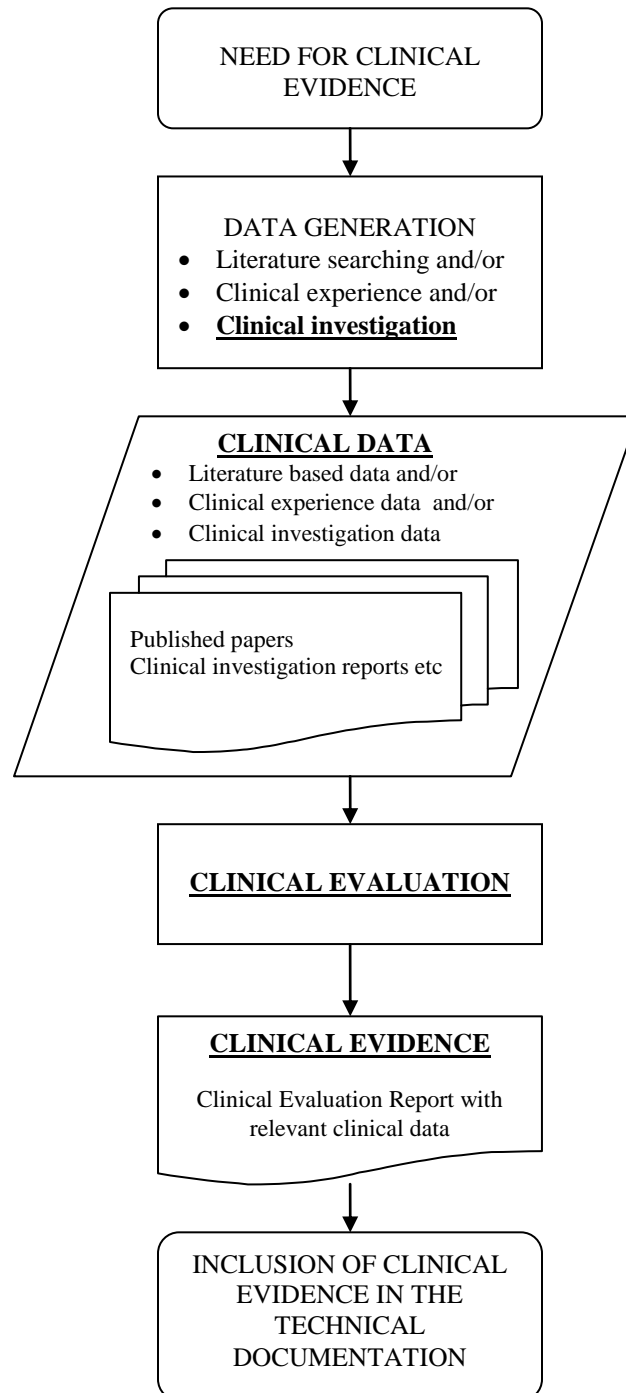 NEED FOR CLINICAL
EVIDENCE
DATA GENERATION
• Literature searching and/or
• Clinical experience and/or
• Clinical investigation
CLINICAL DATA
• Literature based data and/or
• Clinical experience data and/or
• Clinical investigation data
Published papers
Clinical investigation reports etc
CLINICAL EVALUATION
CLINICAL EVIDENCE
Clinical Evaluation Report with
relevant clinical data
INCLUSION OF CLINICAL
EVIDENCE IN THE
TECHNICAL
DOCUMENTATION